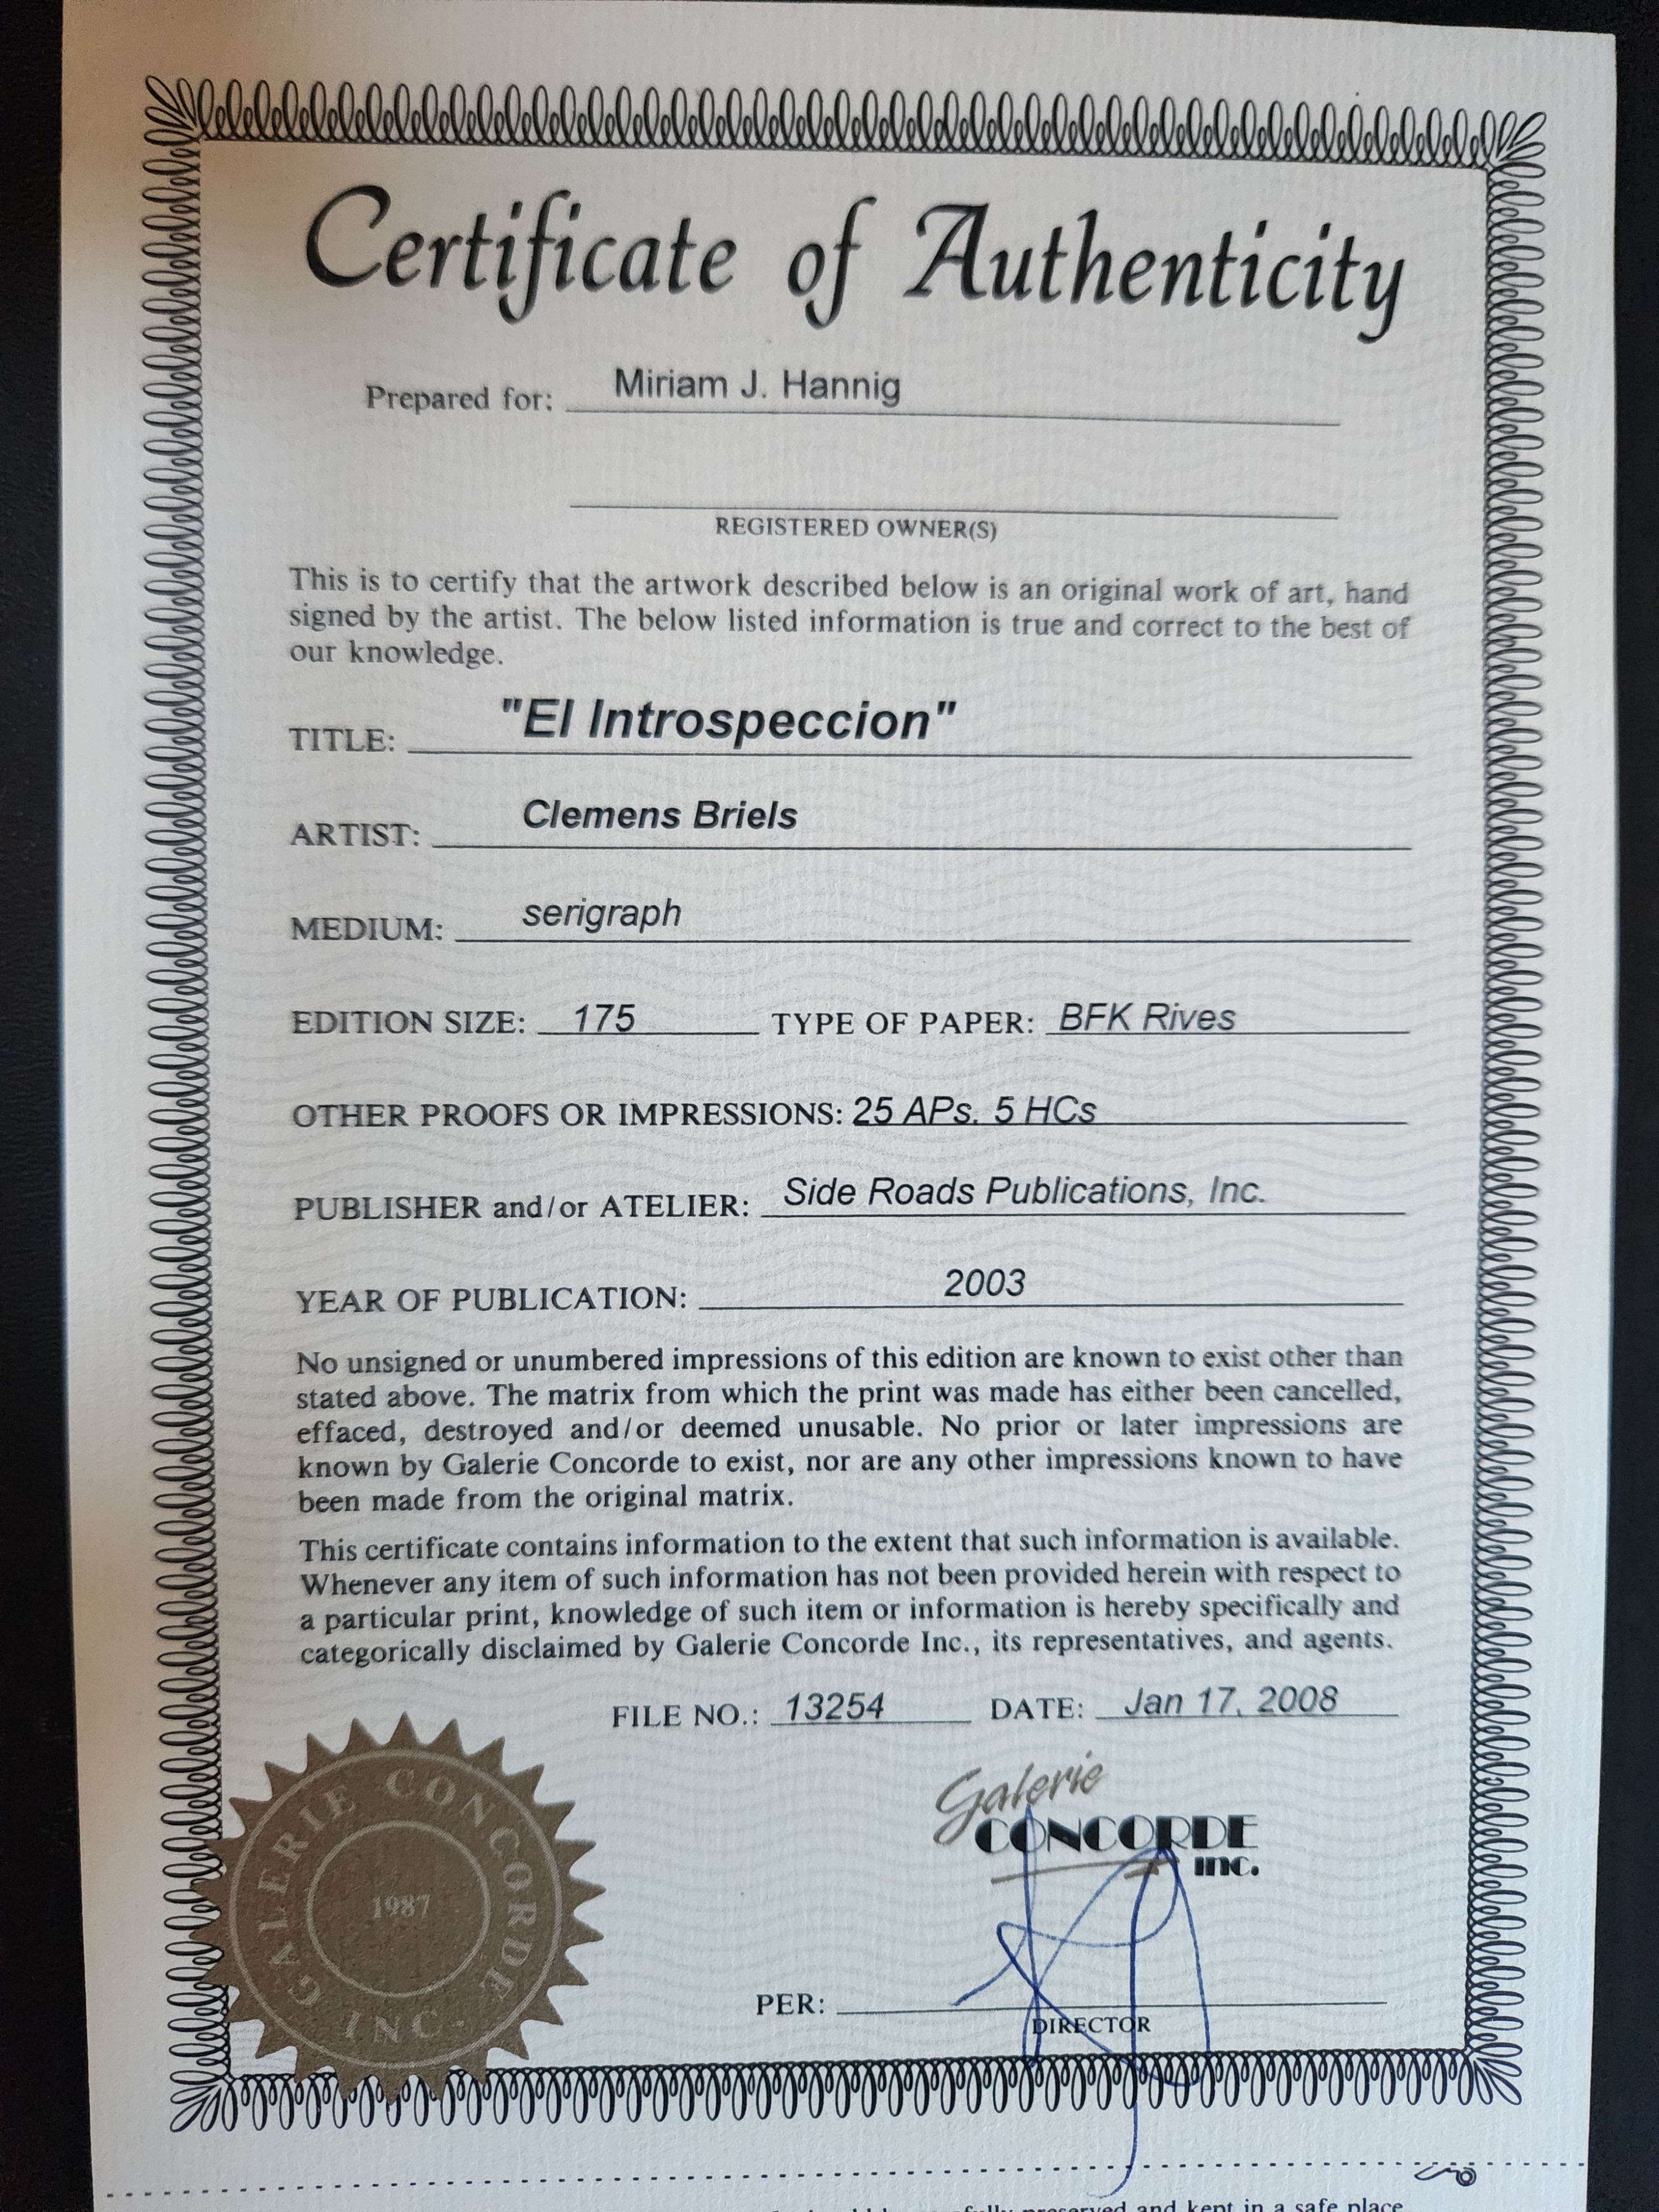 Certificate of Authenticity
Prepared for: Miriam J. Hannig
REGISTERED OWNER(S)
This is to certify that the artwork described below is an original work of art, hand
signed by the artist. The below listed information is true and correct to the best of
our knowledge.
TITLE: "El Introspeccion"
ARTIST: Clemens Briels
MEDIUM: serigraph
EDITION SIZE: 175 TYPE OF PAPER: BFK Rives
OTHER PROOFS OR IMPRESSIONS: 25 APs. 5 HCs
PUBLISHER and/or ATELIER: Side Roads Publications, Inc.
YEAR OF PUBLICATION: 2003
No unsigned or unumbered impressions of this edition are known to exist other than
stated above. The matrix from which the print was made has either been cancelled,
effaced, destroyed and/or deemed unusable. No prior or later impressions are
known by Galerie Concorde to exist, nor are any other impressions known to have
been made from the original matrix.
This certificate contains information to the extent that such information is available.
Whenever any item of such information has not been provided herein with respect to
a particular print, knowledge of such item or information is hereby specifically and
categorically disclaimed by Galerie Concorde Inc., its representatives, and agents.
FILE NO.: 13254 DATE: Jan 17, 2008
GALERIE CONCORDE INC.
1987
Galerie
CONCORDE
INC.
PER:
DIRECTOR
preserved and kept in a safe place